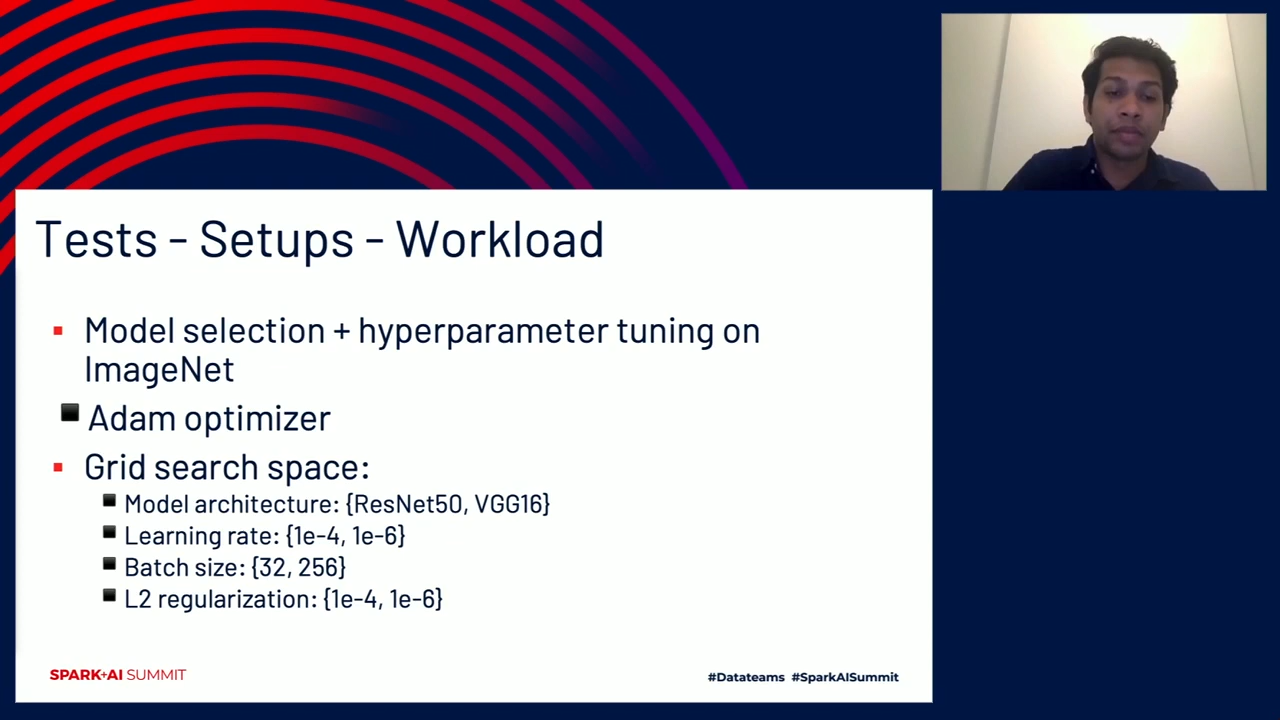 Tests - Setups - Workload
Model selection + hyperparameter tuning on
ImageNet
Adam optimizer
Grid search space:
Model architecture: {ResNet50, VGG16}
Learning rate: {1e-4, 1e-6}
Batch size: {32, 256}
L2 regularization: {1e-4, 1e-6}
SPARK+AI SUMMIT
#Datateams #SparkAISummit